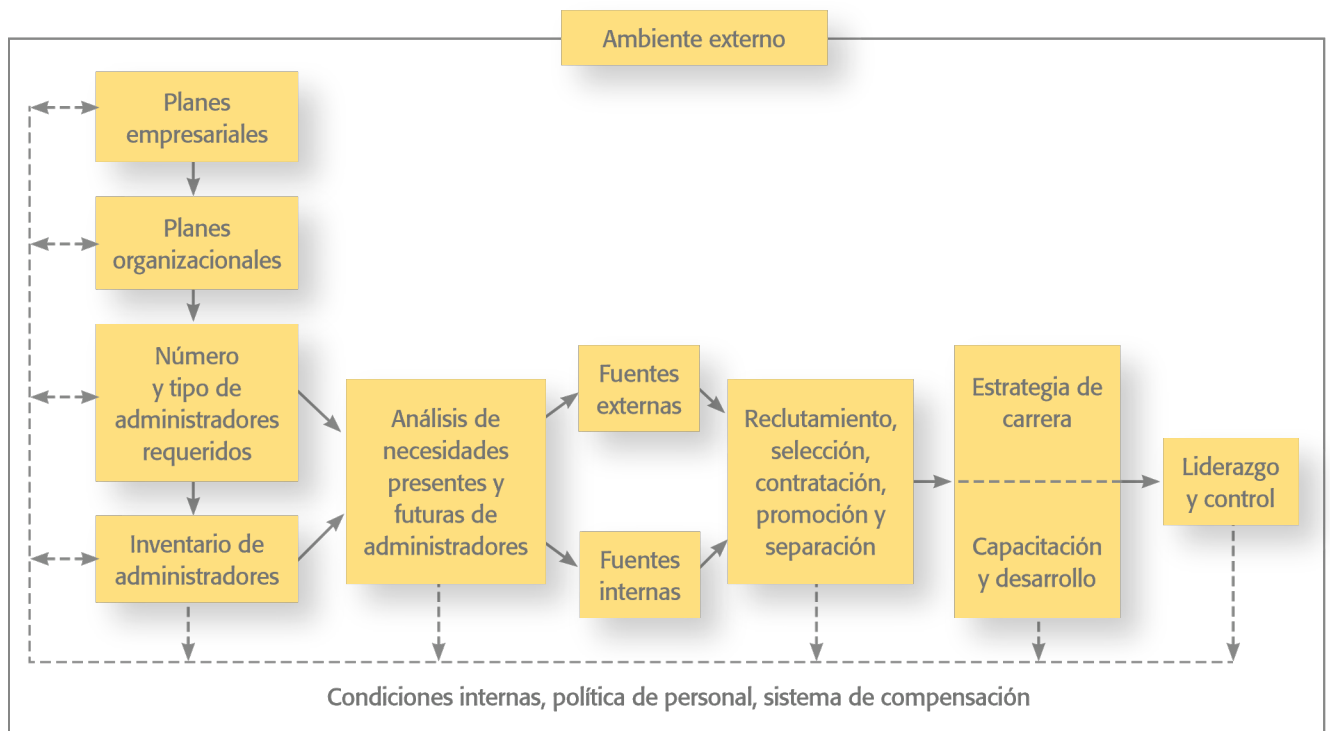 Ambiente externo
Planes
empresariales
Planes
organizacionales
Número
y tipo de
administradores
requeridos
Inventario de
administradores
Análisis de
necesidades
presentes y
futuras de
administradores
Fuentes
externas
Fuentes
internas
Reclutamiento,
selección,
contratación,
promoción y
separación
Estrategia de
carrera
Capacitación
y desarrollo
Liderazgo
y control
Condiciones internas, política de personal, sistema de compensación